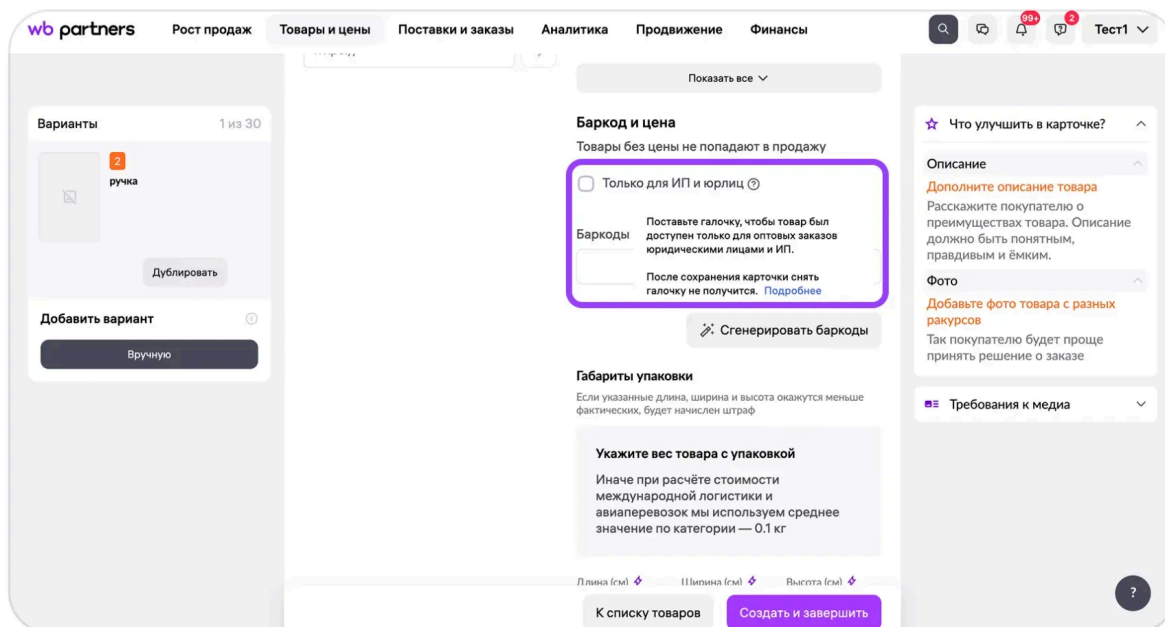 wb partners
Рост продаж
Товары и цены
Поставки и заказы
Аналитика
Продвижение
Финансы
99+
2
Тест1
Показать все
Варианты
1 из 30
2
ручка
Дублировать
Добавить вариант
Вручную
Баркод и цена
Товары без цены не попадают в продажу
Только для ИП и юрлиц
Баркоды
Поставьте галочку, чтобы товар был
доступен только для оптовых заказов
юридическими лицами и ИП.
После сохранения карточки снять
галочку не получится. Подробнее
Сгенерировать баркоды
Габариты упаковки
Если указанные длина, ширина и высота окажутся меньше
фактических, будет начислен штраф
Укажите вес товара с упаковкой
Иначе при расчёте стоимости
международной логистики и
авиаперевозок мы используем среднее
значение по категории — 0.1 кг
Длина (см)
Ширина (см)
Высота (см)
К списку товаров
Создать и завершить
Что улучшить в карточке?
Описание
Дополните описание товара
Расскажите покупателю о
преимуществах товара. Описание
должно быть понятным,
правдивым и ёмким.
Фото
Добавьте фото товара с разных
ракурсов
Так покупателю будет проще
принять решение о заказе
Требования к медиа
?